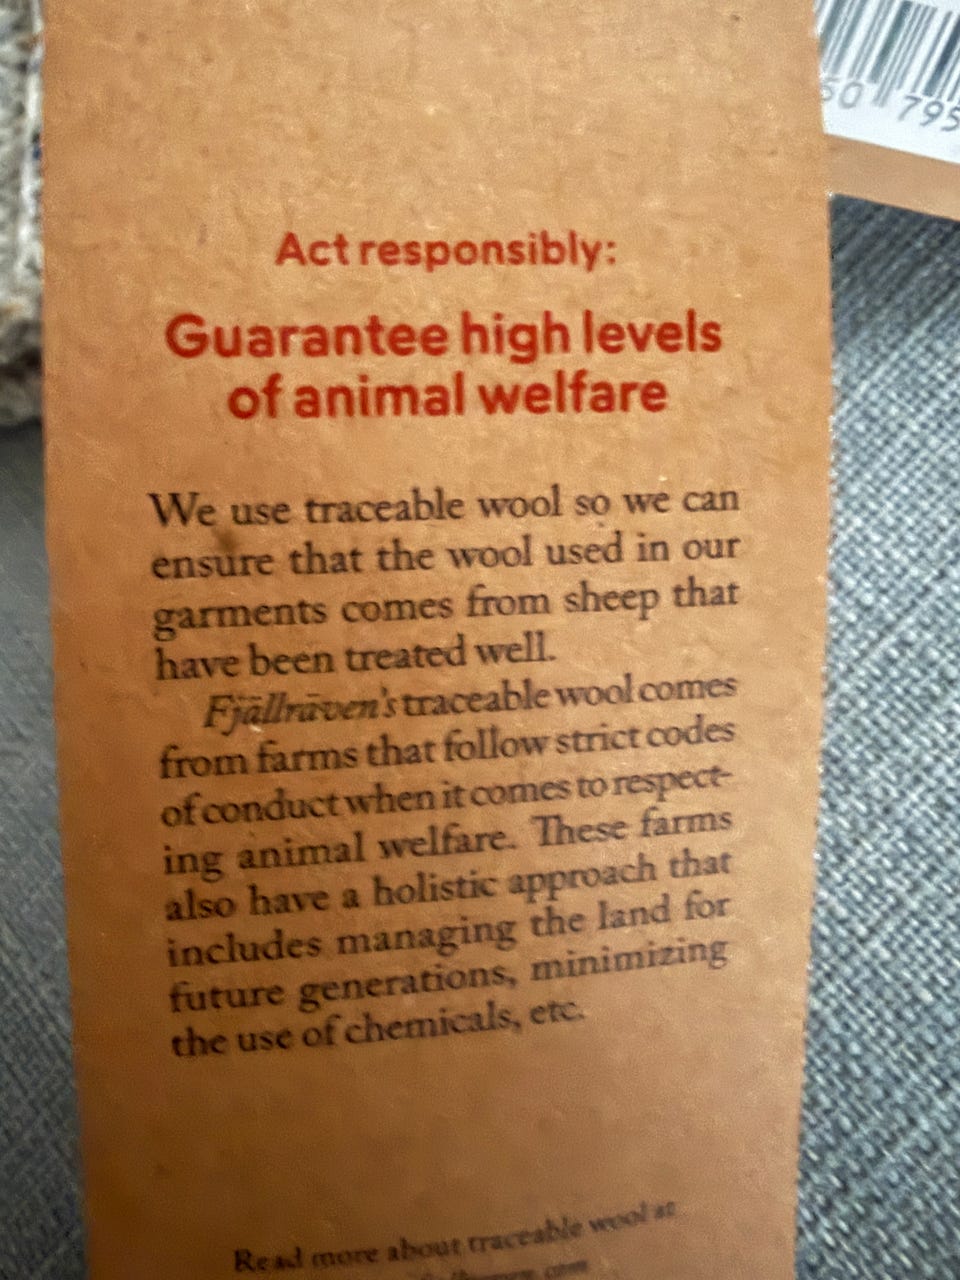 50 795
Act responsibly:
Guarantee high levels
of animal welfare
We use traceable wool so we can
ensure that the wool used in our
garments comes from sheep that
have been treated well.
Fjällräven's traceable wool comes
from farms that follow strict codes
of conduct when it comes to respect-
ing animal welfare. These farms
also have a holistic approach that
includes managing the land for
future generations, minimizing
the use of chemicals, etc.
Read more about traceable wool at